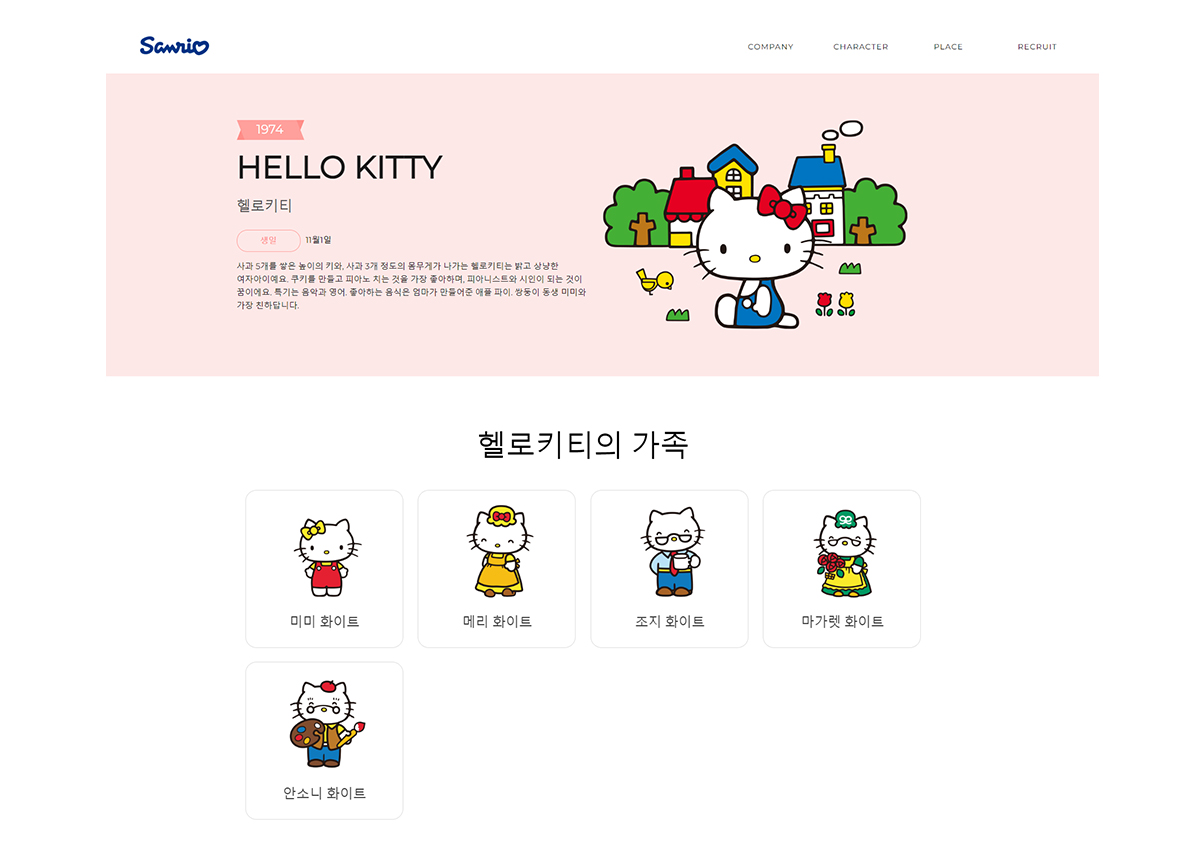 Sanrio
COMPANY CHARACTER PLACE RECRUIT
1974
HELLO KITTY
헬로키티
생일 11월1일
사과 5개를 쌓은 높이의 키와, 사과 3개 정도의 몸무게가 나가는 헬로키티는 밝고 상냥한
여자아이예요. 쿠키를 만들고 피아노 치는 것을 가장 좋아하며, 피아니스트와 시인이 되는 것이
꿈이에요. 특기는 음악과 영어, 좋아하는 음식은 엄마가 만들어준 애플 파이. 쌍둥이 동생 미미와
가장 친하답니다.
헬로키티의 가족
미미 화이트
메리 화이트
조지 화이트
마가렛 화이트
안소니 화이트